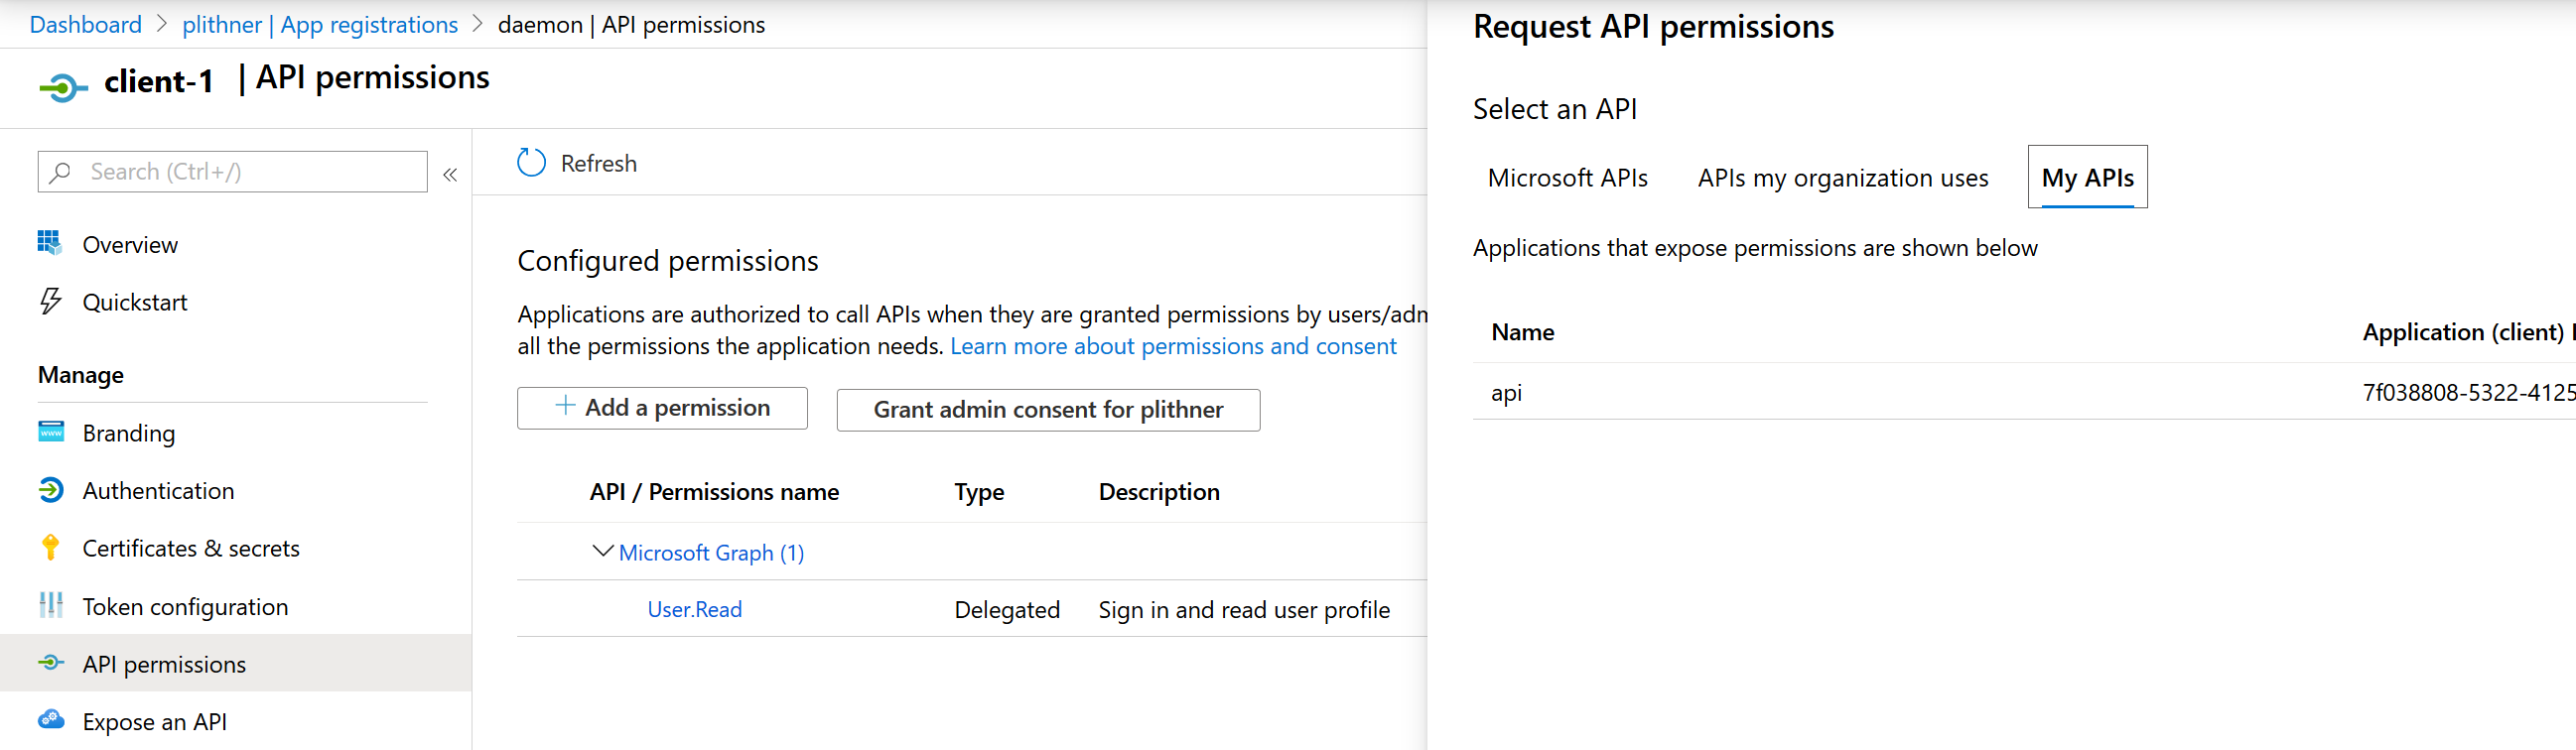 Dashboard > plithner | App registrations > daemon | API permissions
client-1 | API permissions
Search (Ctrl+/)
«
Overview
Quickstart
Manage
Branding
Authentication
Certificates & secrets
Token configuration
API permissions
Expose an API
Refresh
Configured permissions
Applications are authorized to call APIs when they are granted permissions by users/adm
all the permissions the application needs. Learn more about permissions and consent
+ Add a permission
Grant admin consent for plithner
API / Permissions name Type Description
Microsoft Graph (1)
User.Read Delegated Sign in and read user profile
Request API permissions
Select an API
Microsoft APIs APIs my organization uses My APIs
Applications that expose permissions are shown below
Name Application (client)
api 7f038808-5322-4125